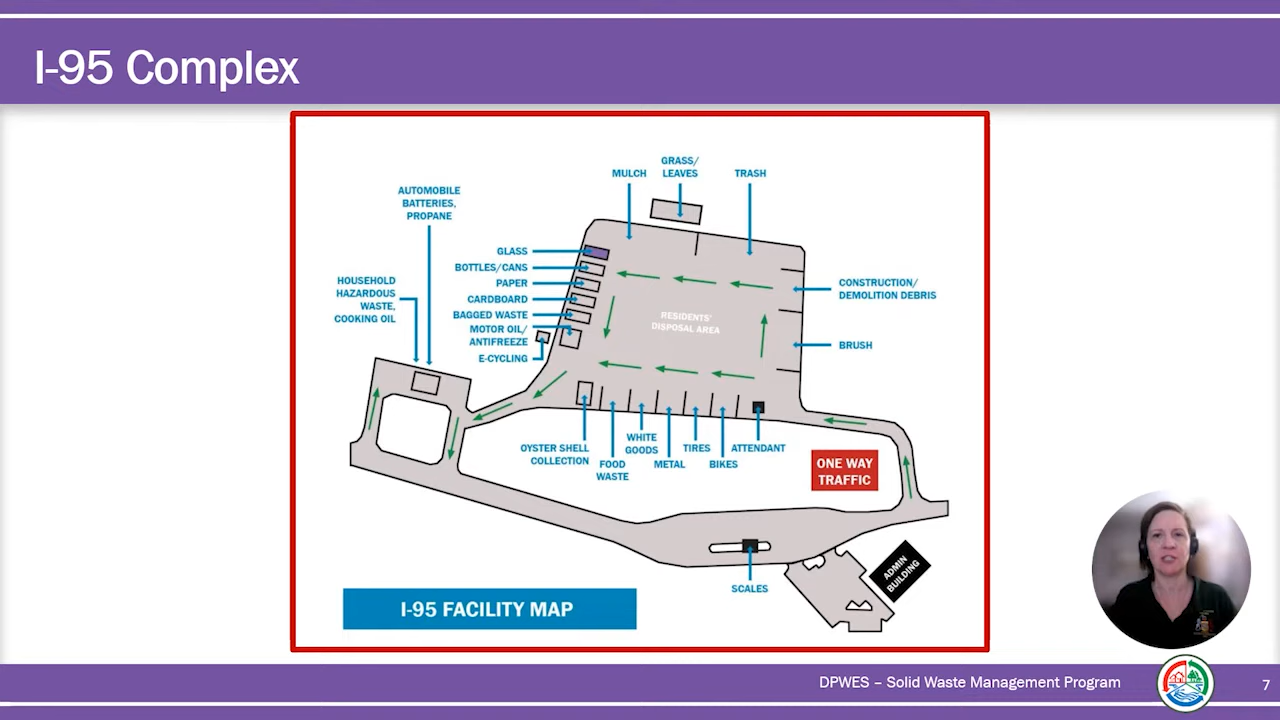 I-95 Complex
GRASS/
LEAVES
MULCH
TRASH
AUTOMOBILE
BATTERIES,
PROPANE
GLASS
BOTTLES/CANS
PAPER
CARDBOARD
BAGGED WASTE
MOTOR OIL/
ANTIFREEZE
E-CYCLING
HOUSEHOLD
HAZARDOUS
WASTE,
COOKING OIL
CONSTRUCTION/
DEMOLITION DEBRIS
RESIDENTS'
DISPOSAL AREA
BRUSH
OYSTER SHELL
COLLECTION
FOOD
WASTE
WHITE
GOODS
METAL
TIRES
BIKES
ATTENDANT
ONE WAY
TRAFFIC
SCALES
ADMIN
BUILDING
I-95 FACILITY MAP
DPWES – Solid Waste Management Program
7